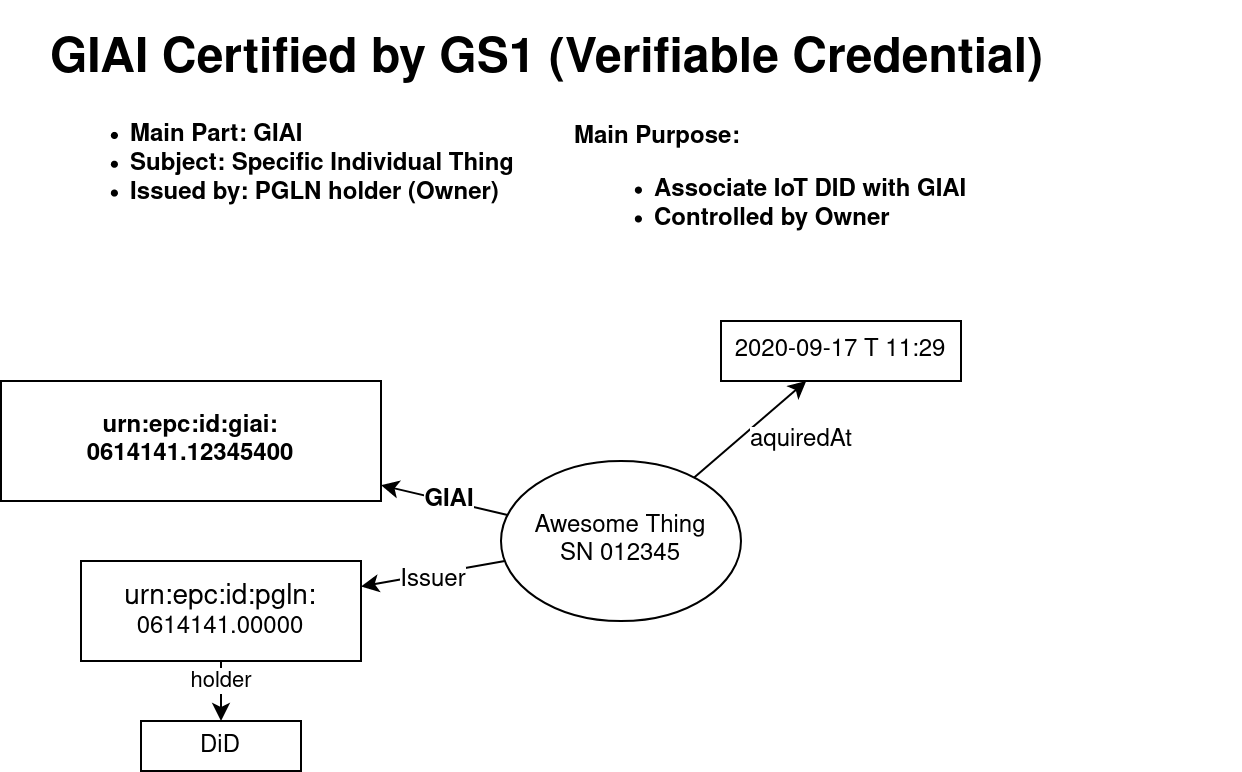 GIAI Certified by GS1 (Verifiable Credential)
Main Part: GIAI
Subject: Specific Individual Thing
Issued by: PGLN holder (Owner)
Main Purpose:
Associate IoT DID with GIAI
Controlled by Owner
2020-09-17 T 11:29
aquiredAt
urn:epc:id:giai:
0614141.12345400
GIAI
Awesome Thing
SN 012345
Issuer
urn:epc:id:pgln:
0614141.00000
holder
DiD